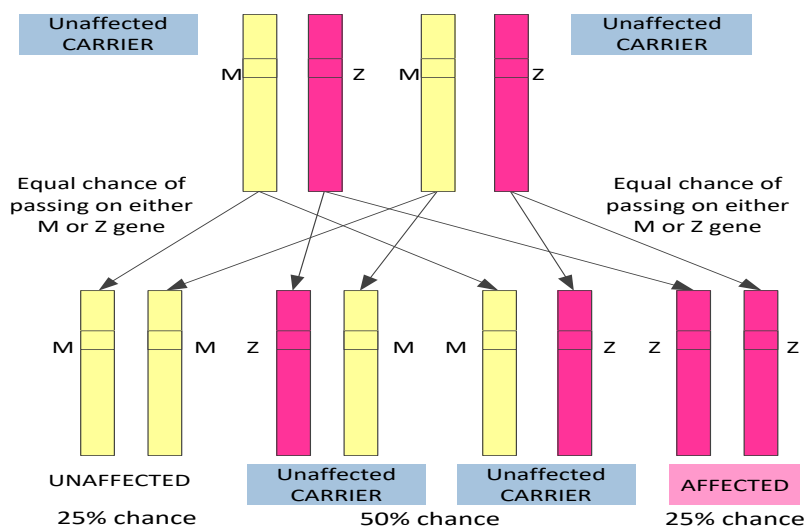 Unaffected
CARRIER
Unaffected
CARRIER
M
Z
M
Z
Equal chance of
passing on either
M or Z gene
Equal chance of
passing on either
M or Z gene
M
M
Z
M
M
Z
Z
Z
UNAFFECTED
Unaffected
CARRIER
Unaffected
CARRIER
AFFECTED
25% chance
50% chance
25% chance